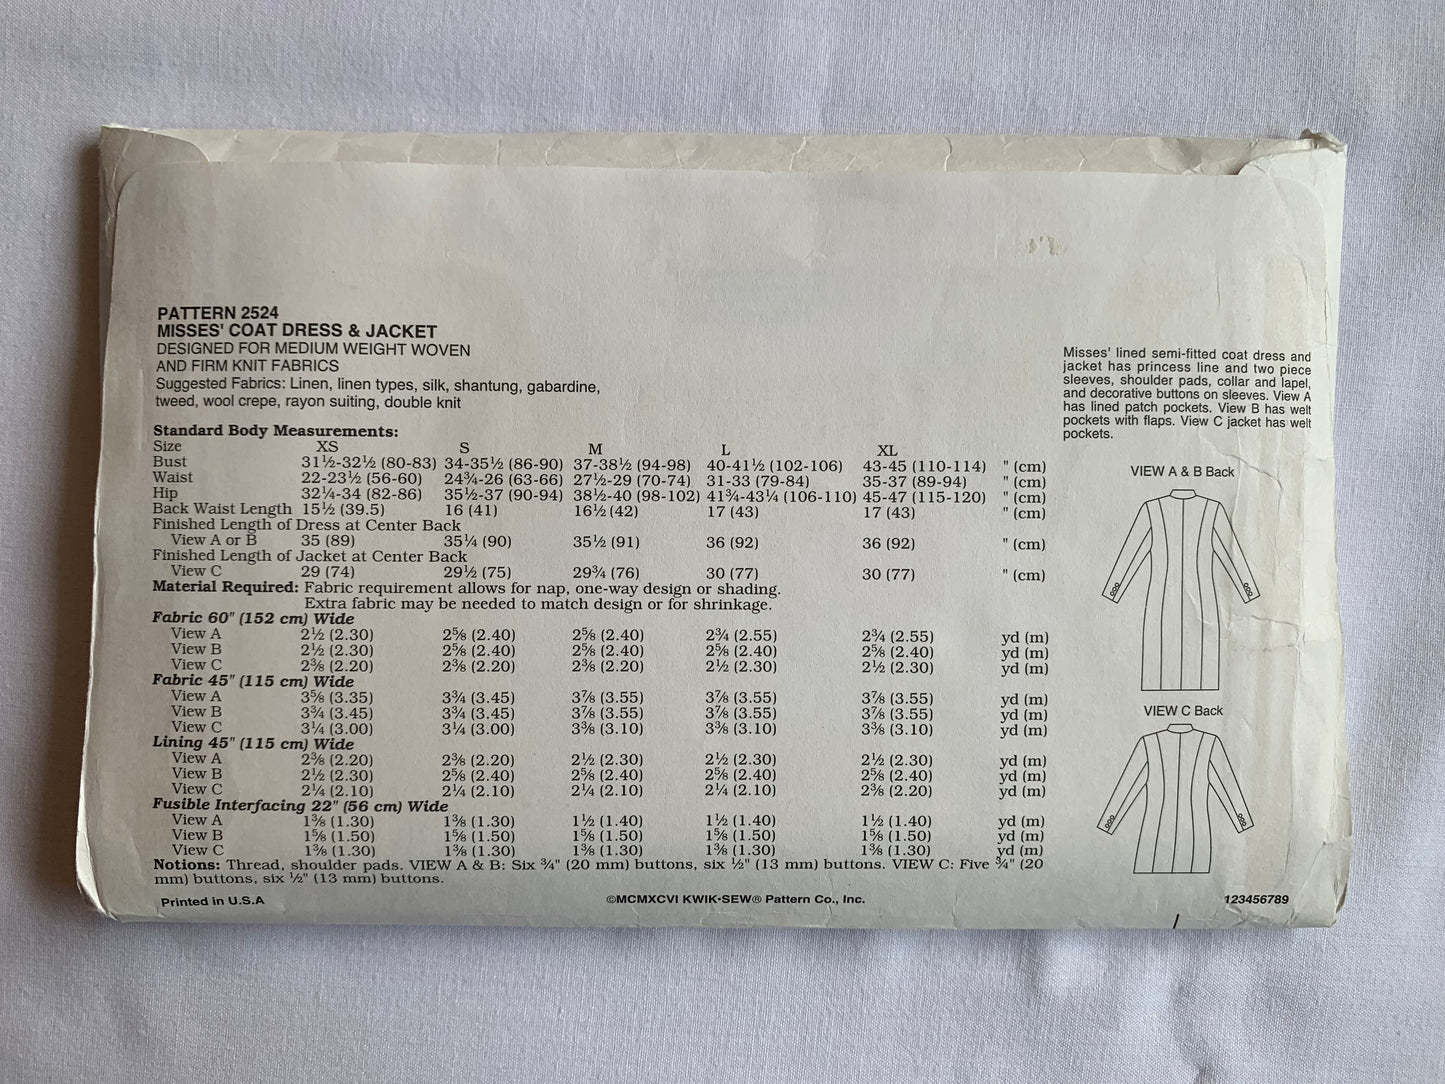 PATTERN 2524
MISSES' COAT DRESS & JACKET
DESIGNED FOR MEDIUM WEIGHT WOVEN
AND FIRM KNIT FABRICS
Suggested Fabrics: Linen, linen types, silk, shantung, gabardine,
tweed, wool crepe, rayon suiting, double knit
Standard Body Measurements:
Size XS S M L XL
Bust 31½-32½ (80-83) 34-35½ (86-90) 37-38½ (94-98) 40-41½ (102-106) 43-45 (110-114) " (cm)
Waist 22-23½ (56-60) 24¾-26 (63-66) 27½-29 (70-74) 31-33 (79-84) 35-37 (89-94) " (cm)
Hip 32¼-34 (82-86) 35½-37 (90-94) 38½-40 (98-102) 41¾-43¼ (106-110) 45-47 (115-120) " (cm)
Back Waist Length 15½ (39.5) 16 (41) 16½ (42) 17 (43) 17 (43) " (cm)
Finished Length of Dress at Center Back
View A or B 35 (89) 35¼ (90) 35½ (91) 36 (92) 36 (92) " (cm)
Finished Length of Jacket at Center Back
View C 29 (74) 29½ (75) 29¾ (76) 30 (77) 30 (77) " (cm)
Material Required: Fabric requirement allows for nap, one-way design or shading.
Extra fabric may be needed to match design or for shrinkage.
Fabric 60" (152 cm) Wide
View A 2½ (2.30) 2⅝ (2.40) 2⅝ (2.40) 2¾ (2.55) 2¾ (2.55) yd (m)
View B 2½ (2.30) 2⅝ (2.40) 2⅝ (2.40) 2⅝ (2.40) 2⅝ (2.40) yd (m)
View C 2⅜ (2.20) 2⅜ (2.20) 2⅜ (2.20) 2½ (2.30) 2½ (2.30) yd (m)
Fabric 45" (115 cm) Wide
View A 3⅝ (3.35) 3¾ (3.45) 3⅞ (3.55) 3⅞ (3.55) 3⅞ (3.55) yd (m)
View B 3¾ (3.45) 3¾ (3.45) 3⅞ (3.55) 3⅞ (3.55) 3⅞ (3.55) yd (m)
View C 3¼ (3.00) 3¼ (3.00) 3⅜ (3.10) 3⅜ (3.10) 3⅜ (3.10) yd (m)
Lining 45" (115 cm) Wide
View A 2⅜ (2.20) 2⅜ (2.20) 2½ (2.30) 2½ (2.30) 2½ (2.30) yd (m)
View B 2½ (2.30) 2⅝ (2.40) 2⅝ (2.40) 2⅝ (2.40) 2⅝ (2.40) yd (m)
View C 2¼ (2.10) 2¼ (2.10) 2¼ (2.10) 2¼ (2.10) 2⅜ (2.20) yd (m)
Fusible Interfacing 22" (56 cm) Wide
View A 1⅜ (1.30) 1⅜ (1.30) 1½ (1.40) 1½ (1.40) 1½ (1.40) yd (m)
View B 1⅝ (1.50) 1⅝ (1.50) 1⅝ (1.50) 1⅝ (1.50) 1⅝ (1.50) yd (m)
View C 1⅜ (1.30) 1⅜ (1.30) 1⅜ (1.30) 1⅜ (1.30) 1⅜ (1.30) yd (m)
Notions: Thread, shoulder pads. VIEW A & B: Six ¾" (20 mm) buttons, six ½" (13 mm) buttons. VIEW C: Five ¾" (20
mm) buttons, six ½" (13 mm) buttons.
Printed in U.S.A ©MCMXCVI KWIK•SEW® Pattern Co., Inc. 123456789
Misses' lined semi-fitted coat dress and
jacket has princess line and two piece
sleeves, shoulder pads, collar and lapel,
and decorative buttons on sleeves. View A
has lined patch pockets. View B has welt
pockets with flaps. View C jacket has welt
pockets.
VIEW A & B Back
VIEW C Back